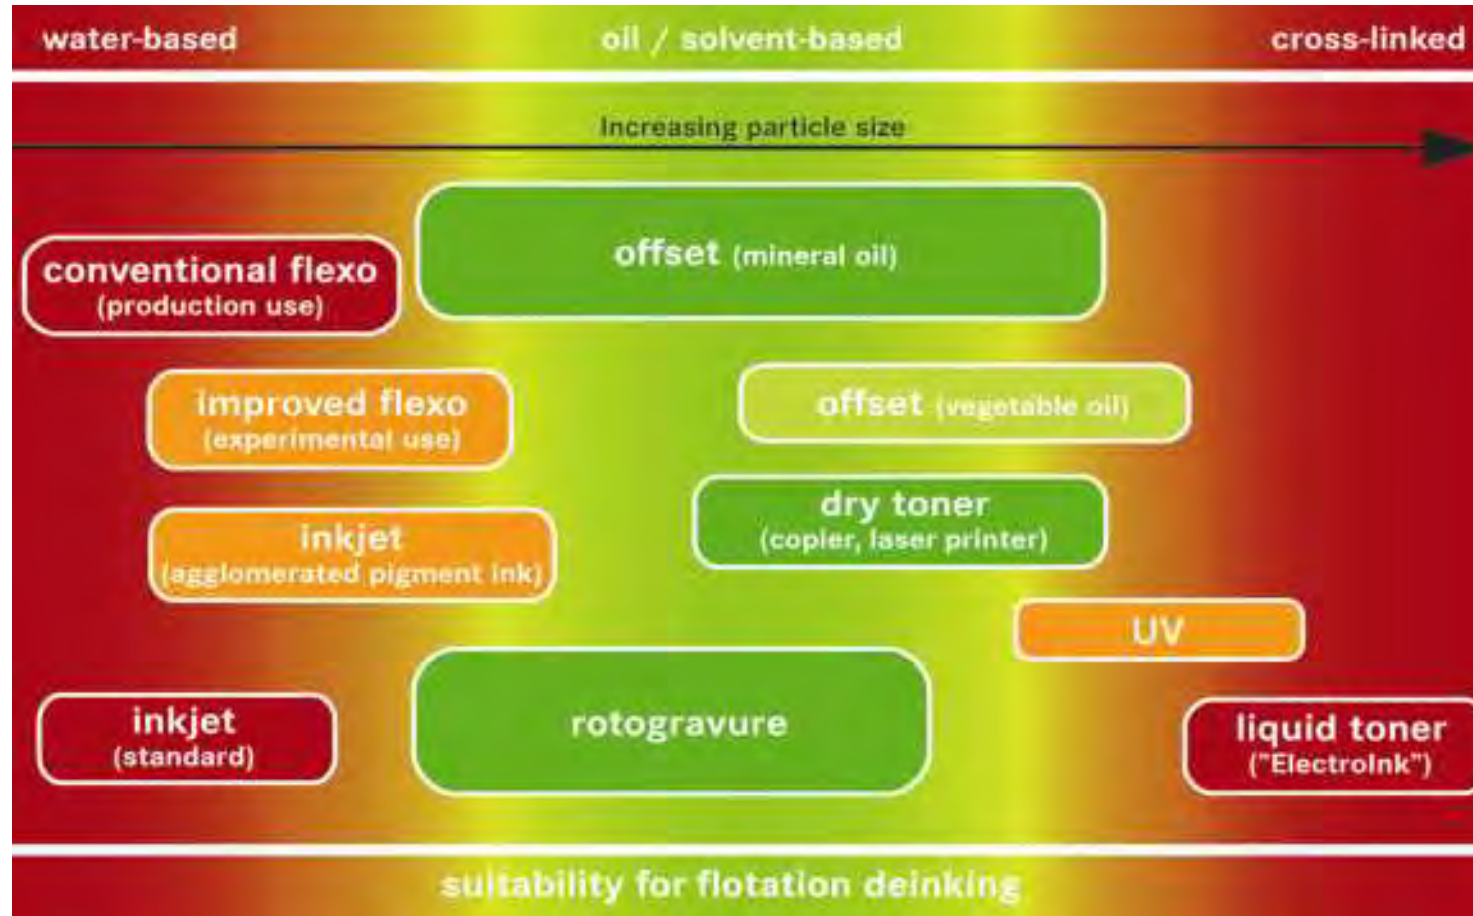 water-based
oil / solvent-based
cross-linked
Increasing particle size
offset (mineral oil)
conventional flexo
(production use)
improved flexo
(experimental use)
offset (vegetable oil)
dry toner
(copier, laser printer)
inkjet
(agglomerated pigment ink)
UV
rotogravure
inkjet
(standard)
liquid toner
("ElectroInk")
suitability for flotation deinking